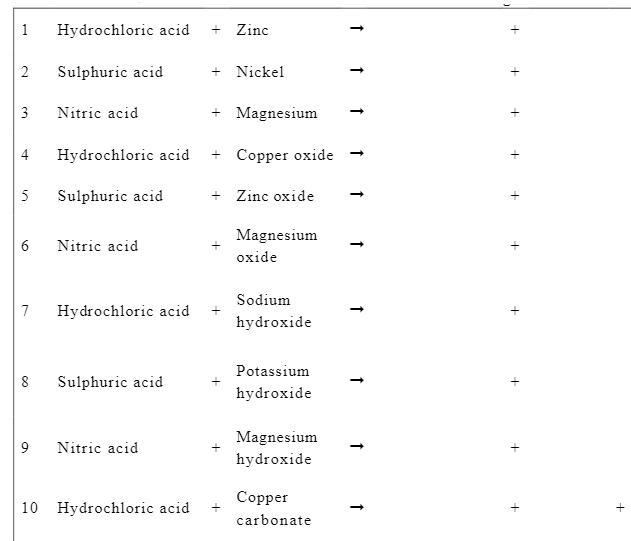 1 Hydrochloric acid + Zinc → +
2 Sulphuric acid + Nickel → +
3 Nitric acid + Magnesium → +
4 Hydrochloric acid + Copper oxide → +
5 Sulphuric acid + Zinc oxide → +
6 Nitric acid + Magnesium oxide → +
7 Hydrochloric acid + Sodium hydroxide → +
8 Sulphuric acid + Potassium hydroxide → +
9 Nitric acid + Magnesium hydroxide → +
10 Hydrochloric acid + Copper carbonate → + +